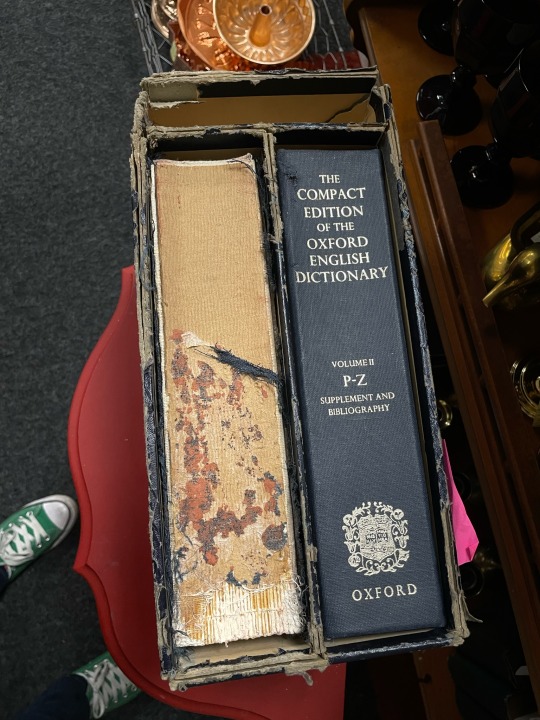 THE
COMPACT
EDITION
OF THE
OXFORD
ENGLISH
DICTIONARY
VOLUME II
P-Z
SUPPLEMENT AND
BIBLIOGRAPHY
OXFORD